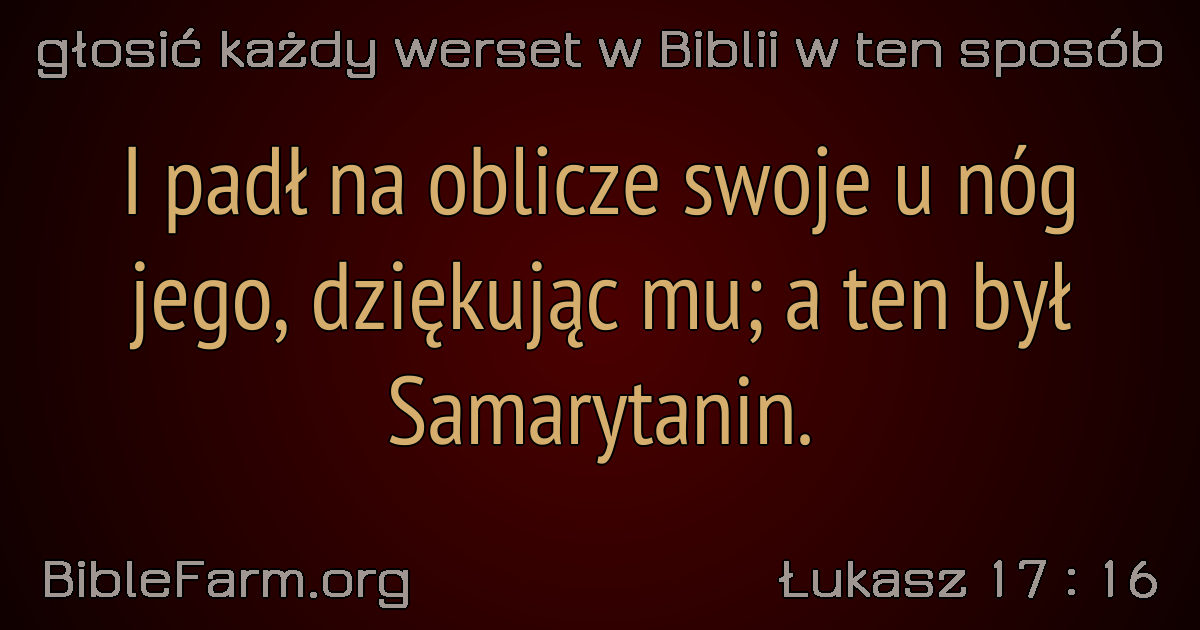 głosić każdy werset w Biblii w ten sposób
I padł na oblicze swoje u nóg
jego, dziękując mu; a ten był
Samarytanin.
BibleFarm.org
Łukasz 17 : 16